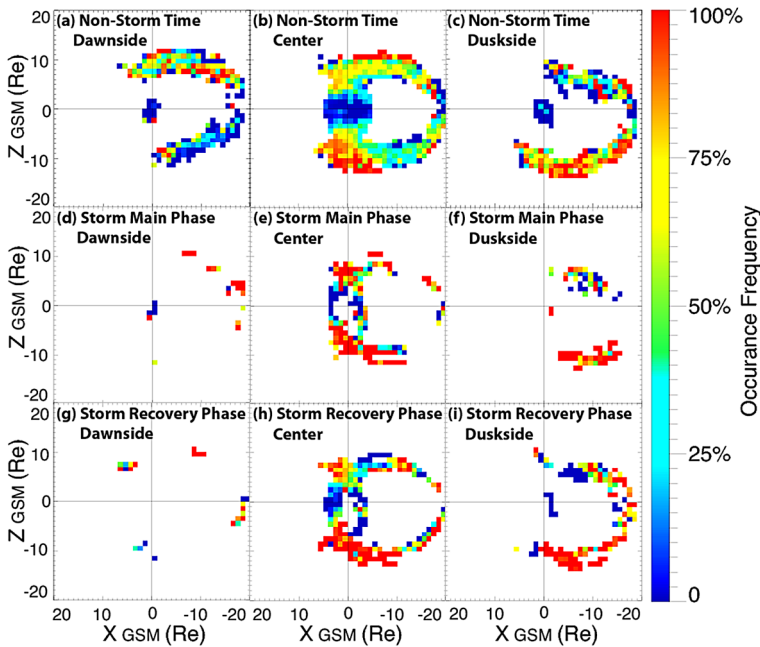 (a) Non-Storm Time
Dawnside
(b) Non-Storm Time
Center
(c) Non-Storm Time
Duskside
(d) Storm Main Phase
Dawnside
(e) Storm Main Phase
Center
(f) Storm Main Phase
Duskside
(g) Storm Recovery Phase
Dawnside
(h) Storm Recovery Phase
Center
(i) Storm Recovery Phase
Duskside
20
10
0
-10
-20
Z GSM (Re)
20
10
0
-10
-20
Z GSM (Re)
20
10
0
-10
-20
Z GSM (Re)
20 10 0 -10 -20
X GSM (Re)
10 0 -10 -20
X GSM (Re)
10 0 -10 -20
X GSM (Re)
100%
75%
50%
25%
0
Occurance Frequency